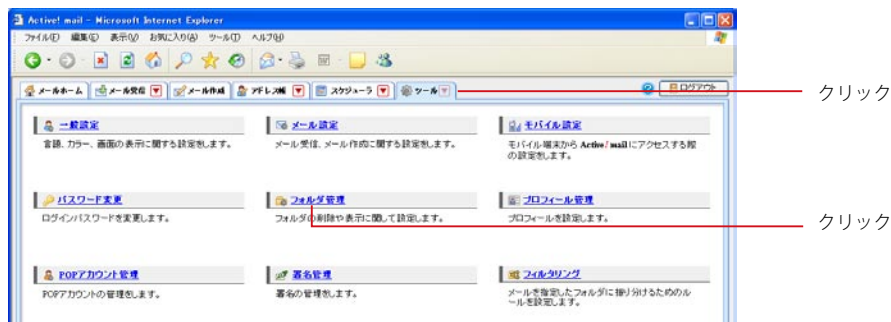 Active! mail - Microsoft Internet Explorer
ファイル(F) 編集(E) 表示(V) お気に入り(A) ツール(T) ヘルプ(H)
メールホーム メール受信 メール作成 アドレス帳 スケジューラ ツール ログアウト
クリック
一般設定 メール設定 モバイル設定
言語、カラー、画面の表示に関する設定をします。 メール受信、メール作成に関する設定をします。 モバイル端末から Active! mail にアクセスする際
の設定をします。
パスワード変更 フォルダ管理 プロフィール管理
ログインパスワードを変更します。 フォルダの削除や表示に関して設定します。 プロフィールを設定します。
クリック
POPアカウント管理 署名管理 フィルタリング
POPアカウントの管理をします。 署名の管理をします。 メールを指定したフォルダに振り分けるためのル
ールを設定します。